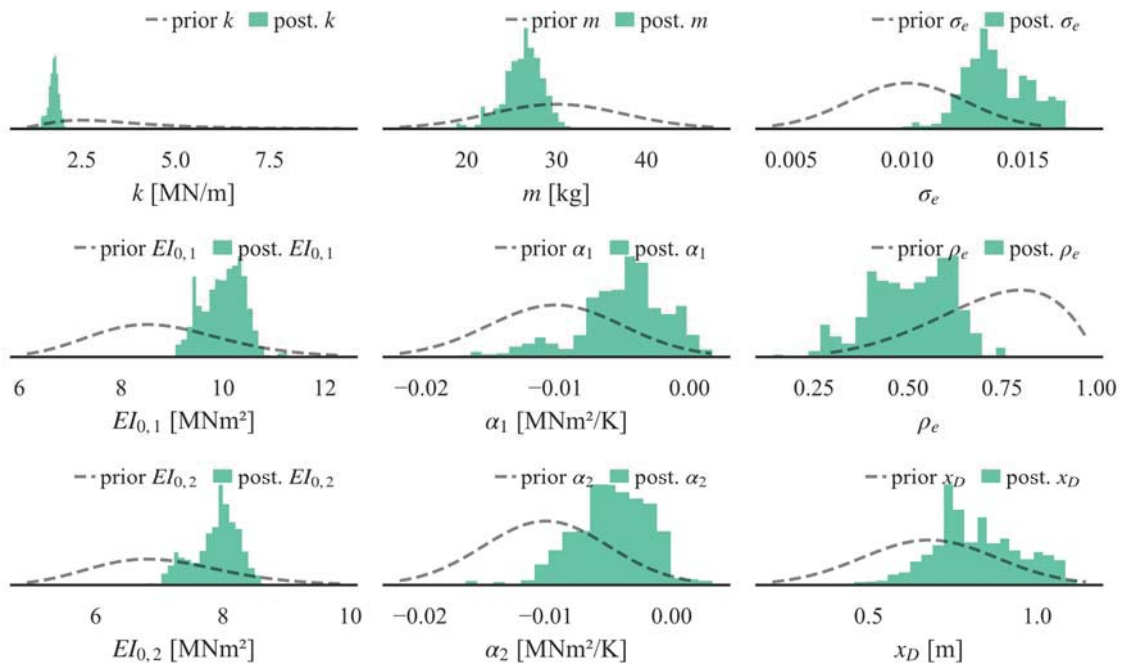 prior k post. k
prior m post. m
prior σe post. σe
2.5 5.0 7.5
k [MN/m]
20 30 40
m [kg]
0.005 0.010 0.015
σe
prior EI0,1 post. EI0,1
prior α1 post. α1
prior ρe post. ρe
6 8 10 12
EI0,1 [MNm²]
−0.02 −0.01 0.00
α1 [MNm²/K]
0.25 0.50 0.75 1.00
ρe
prior EI0,2 post. EI0,2
prior α2 post. α2
prior xD post. xD
6 8 10
EI0,2 [MNm²]
−0.02 −0.01 0.00
α2 [MNm²/K]
0.5 1.0
xD [m]